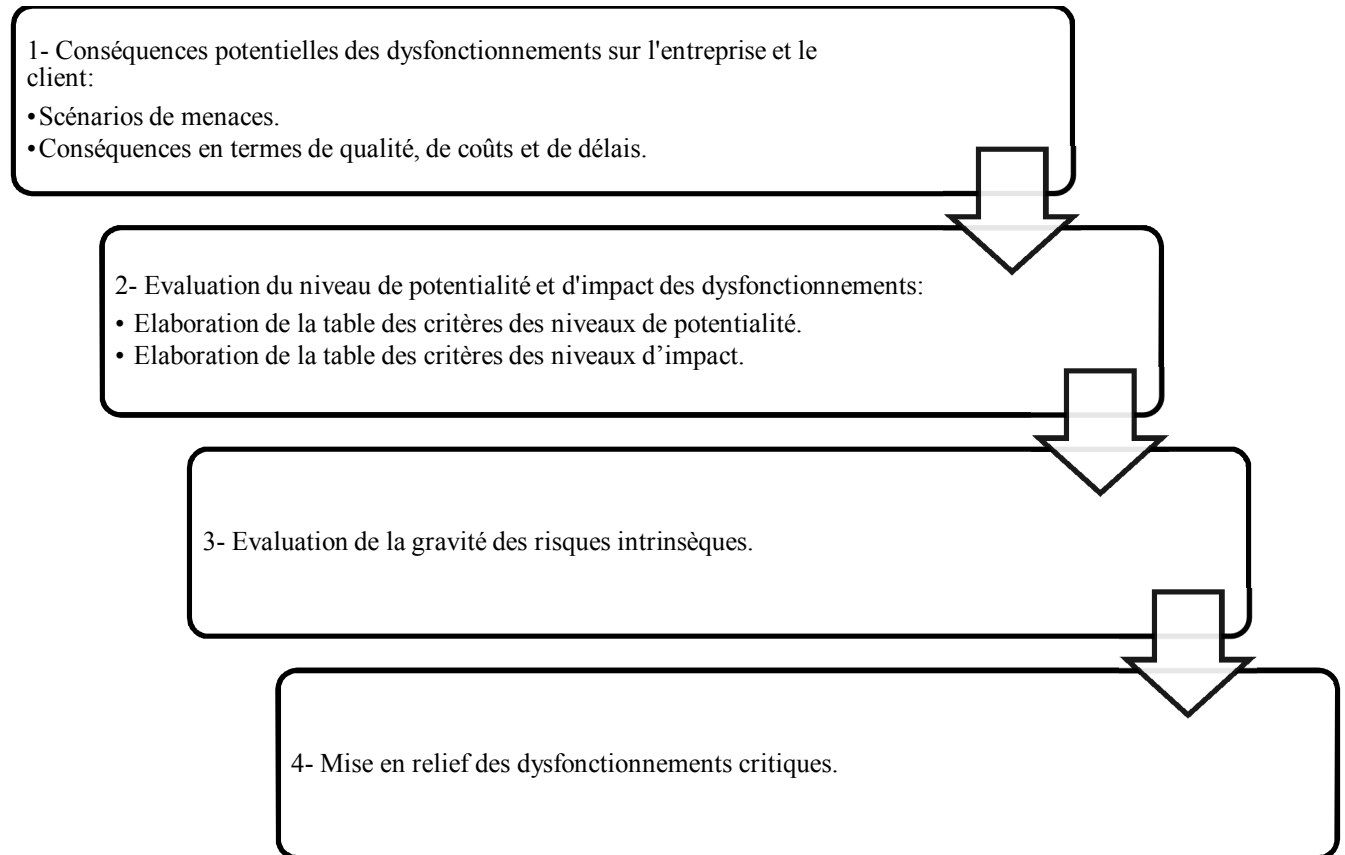 1- Conséquences potentielles des dysfonctionnements sur l'entreprise et le
client:
•Scénarios de menaces.
•Conséquences en termes de qualité, de coûts et de délais.
2- Evaluation du niveau de potentialité et d'impact des dysfonctionnements:
• Elaboration de la table des critères des niveaux de potentialité.
• Elaboration de la table des critères des niveaux d’impact.
3- Evaluation de la gravité des risques intrinsèques.
4- Mise en relief des dysfonctionnements critiques.